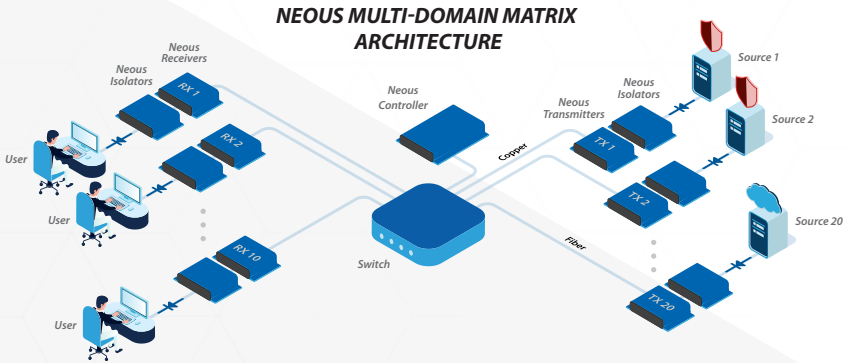 NEOUS MULTI-DOMAIN MATRIX
ARCHITECTURE
Neous
Receivers
Neous
Isolators
RX 1
RX 2
RX 10
User
User
User
Neous
Controller
Switch
Copper
Fiber
Neous
Transmitters
Neous
Isolators
TX 1
TX 2
TX 20
Source 1
Source 2
Source 20